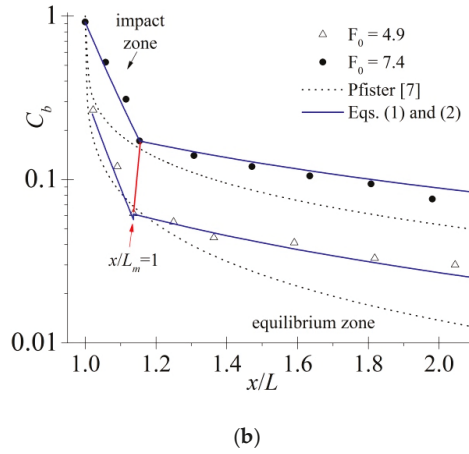 1
impact
zone
F₀ = 4.9
F₀ = 7.4
Pfister [7]
Eqs. (1) and (2)
C_b
0.1
x/L_m=1
equilibrium zone
0.01
1.0 1.2 1.4 1.6 1.8 2.0
x/L
(b)